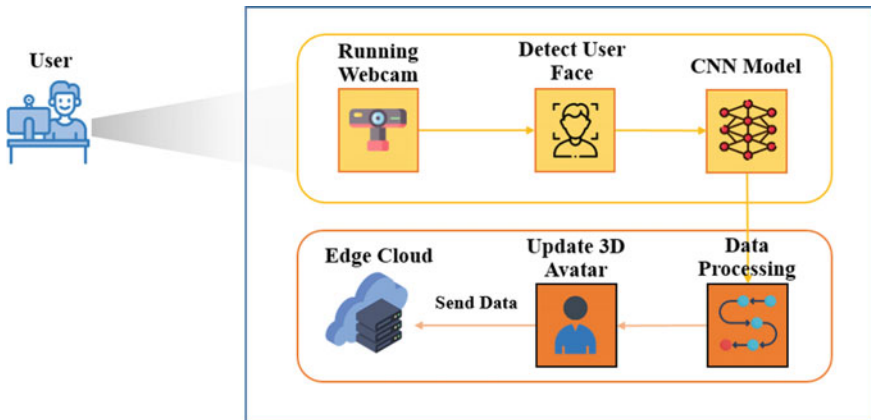 User
Running
Webcam
Detect User
Face
CNN Model
Edge Cloud
Send Data
Update 3D
Avatar
Data
Processing